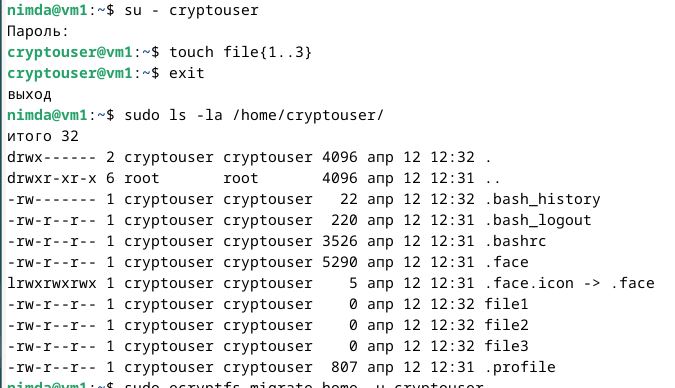 nimda@vm1:~$ su - cryptouser
Пароль:
cryptouser@vm1:~$ touch file{1..3}
cryptouser@vm1:~$ exit
выход
nimda@vm1:~$ sudo ls -la /home/cryptouser/
итого 32
drwx------ 2 cryptouser cryptouser 4096 апр 12 12:32 .
drwxr-xr-x 6 root       root       4096 апр 12 12:31 ..
-rw------- 1 cryptouser cryptouser   22 апр 12 12:32 .bash_history
-rw-r--r-- 1 cryptouser cryptouser  220 апр 12 12:31 .bash_logout
-rw-r--r-- 1 cryptouser cryptouser 3526 апр 12 12:31 .bashrc
-rw-r--r-- 1 cryptouser cryptouser 5290 апр 12 12:31 .face
lrwxrwxrwx 1 cryptouser cryptouser    5 апр 12 12:31 .face.icon -> .face
-rw-r--r-- 1 cryptouser cryptouser    0 апр 12 12:32 file1
-rw-r--r-- 1 cryptouser cryptouser    0 апр 12 12:32 file2
-rw-r--r-- 1 cryptouser cryptouser    0 апр 12 12:32 file3
-rw-r--r-- 1 cryptouser cryptouser  807 апр 12 12:31 .profile
nimda@vm1:~$ sudo ecryptfs-migrate-home -u cryptouser